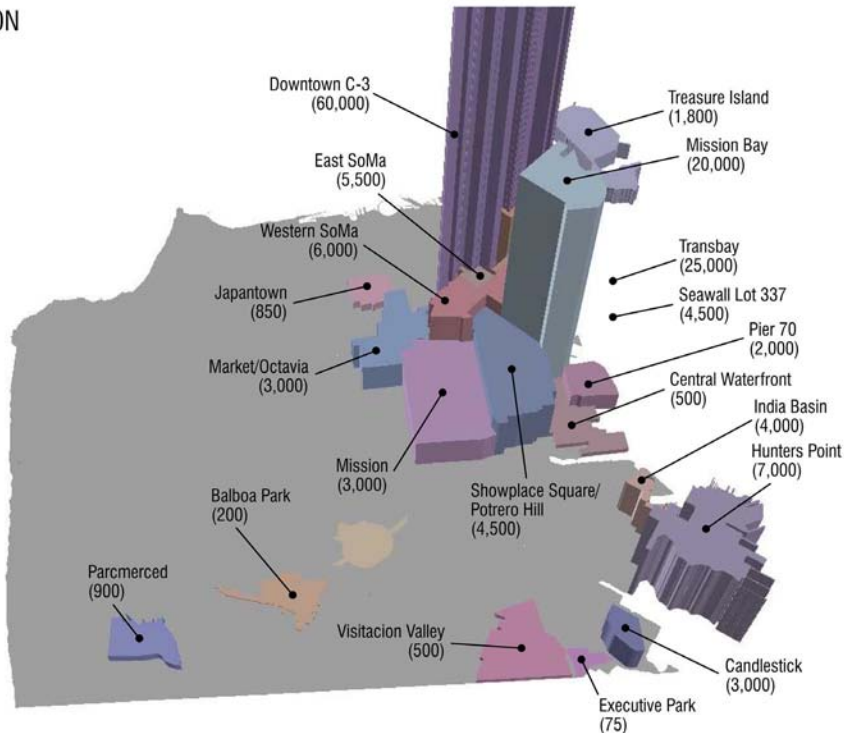 Downtown C-3
(60,000)
Treasure Island
(1,800)
Mission Bay
(20,000)
East SoMa
(5,500)
Western SoMa
(6,000)
Transbay
(25,000)
Japantown
(850)
Seawall Lot 337
(4,500)
Pier 70
(2,000)
Market/Octavia
(3,000)
Central Waterfront
(500)
India Basin
(4,000)
Hunters Point
(7,000)
Mission
(3,000)
Showplace Square/
Potrero Hill
(4,500)
Balboa Park
(200)
Parcmerced
(900)
Visitacion Valley
(500)
Candlestick
(3,000)
Executive Park
(75)